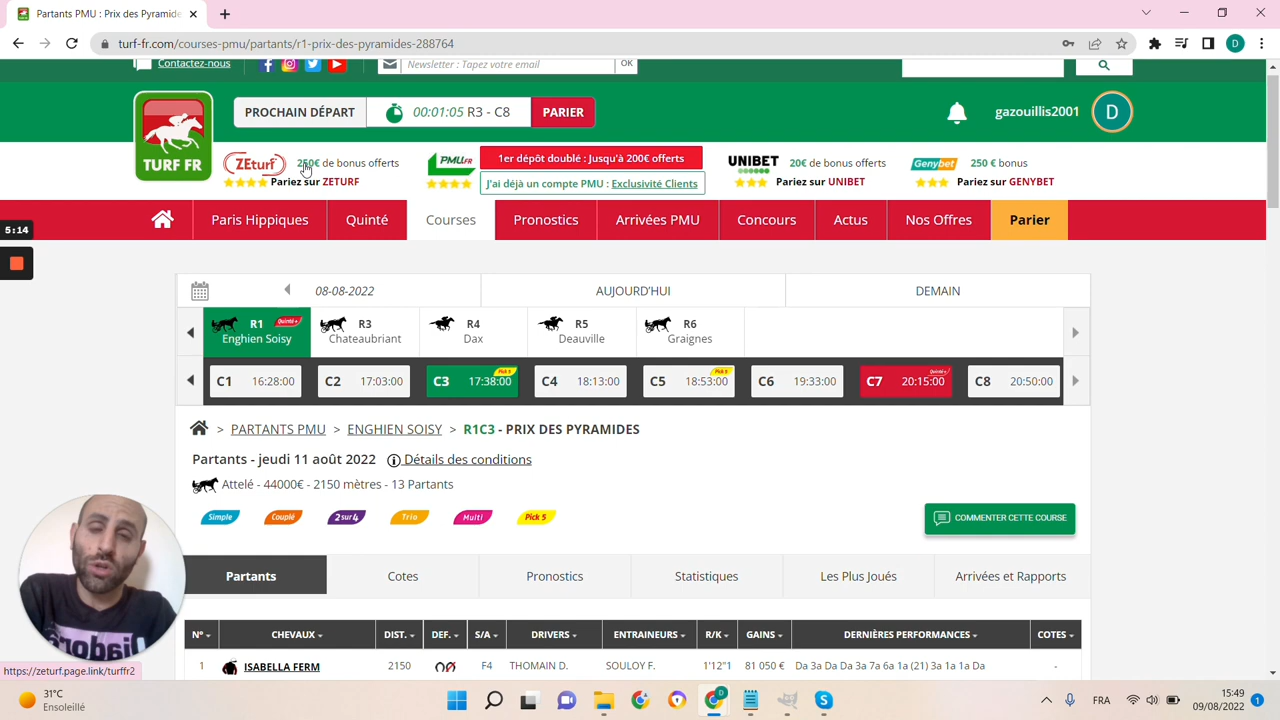 Partants PMU : Prix des Pyramide
turf-fr.com/courses-pmu/partants/r1-prix-des-pyramides-288764
D
Contactez-nous
Newsletter : Tapez votre email
OK
TURF FR
PROCHAIN DÉPART
00:01:05 R3 - C8
PARIER
gazouillis2001
D
ZEturf
250€ de bonus offerts
Pariez sur ZETURF
PMU.FR
1er dépôt doublé : Jusqu'à 200€ offerts
J'ai déjà un compte PMU : Exclusivité Clients
UNIBET
20€ de bonus offerts
Pariez sur UNIBET
Genybet
250 € bonus
Pariez sur GENYBET
Paris Hippiques
Quinté
Courses
Pronostics
Arrivées PMU
Concours
Actus
Nos Offres
Parier
5:14
08-08-2022
AUJOURD'HUI
DEMAIN
R1
Quinté+
Enghien Soisy
R3
Chateaubriant
R4
Dax
R5
Deauville
R6
Graignes
C1 16:28:00
C2 17:03:00
C3 17:38:00
Pick 5
C4 18:13:00
C5 18:53:00
Pick 5
C6 19:33:00
C7 20:15:00
Quinté+
C8 20:50:00
> PARTANTS PMU > ENGHIEN SOISY > R1C3 - PRIX DES PYRAMIDES
Partants - jeudi 11 août 2022
Détails des conditions
Attelé - 44000€ - 2150 mètres - 13 Partants
Simple
Couplé
2 sur 4
Trio
Multi
Pick 5
COMMENTER CETTE COURSE
Partants
Cotes
Pronostics
Statistiques
Les Plus Joués
Arrivées et Rapports
N° CHEVAUX DIST. DEF. S/A DRIVERS ENTRAINEURS R/K GAINS DERNIÈRES PERFORMANCES COTES
1 ISABELLA FERM 2150 F4 THOMAIN D. SOULOY F. 1'12"1 81 050 € Da 3a Da Da 3a 7a 6a 1a (21) 3a 1a 1a Da -
https://zeturf.page.link/turffr2
31°C
Ensoleillé
FRA
15:49
09/08/2022
1